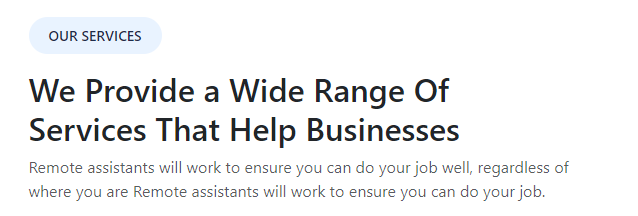 OUR SERVICES
We Provide a Wide Range Of
Services That Help Businesses
Remote assistants will work to ensure you can do your job well, regardless of
where you are Remote assistants will work to ensure you can do your job.